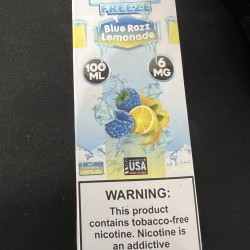 FREEZE
Blue Razz
Lemonade
100
ML
6
MG
USA
WARNING:
This product
contains tobacco-free
nicotine. Nicotine is
an addictive